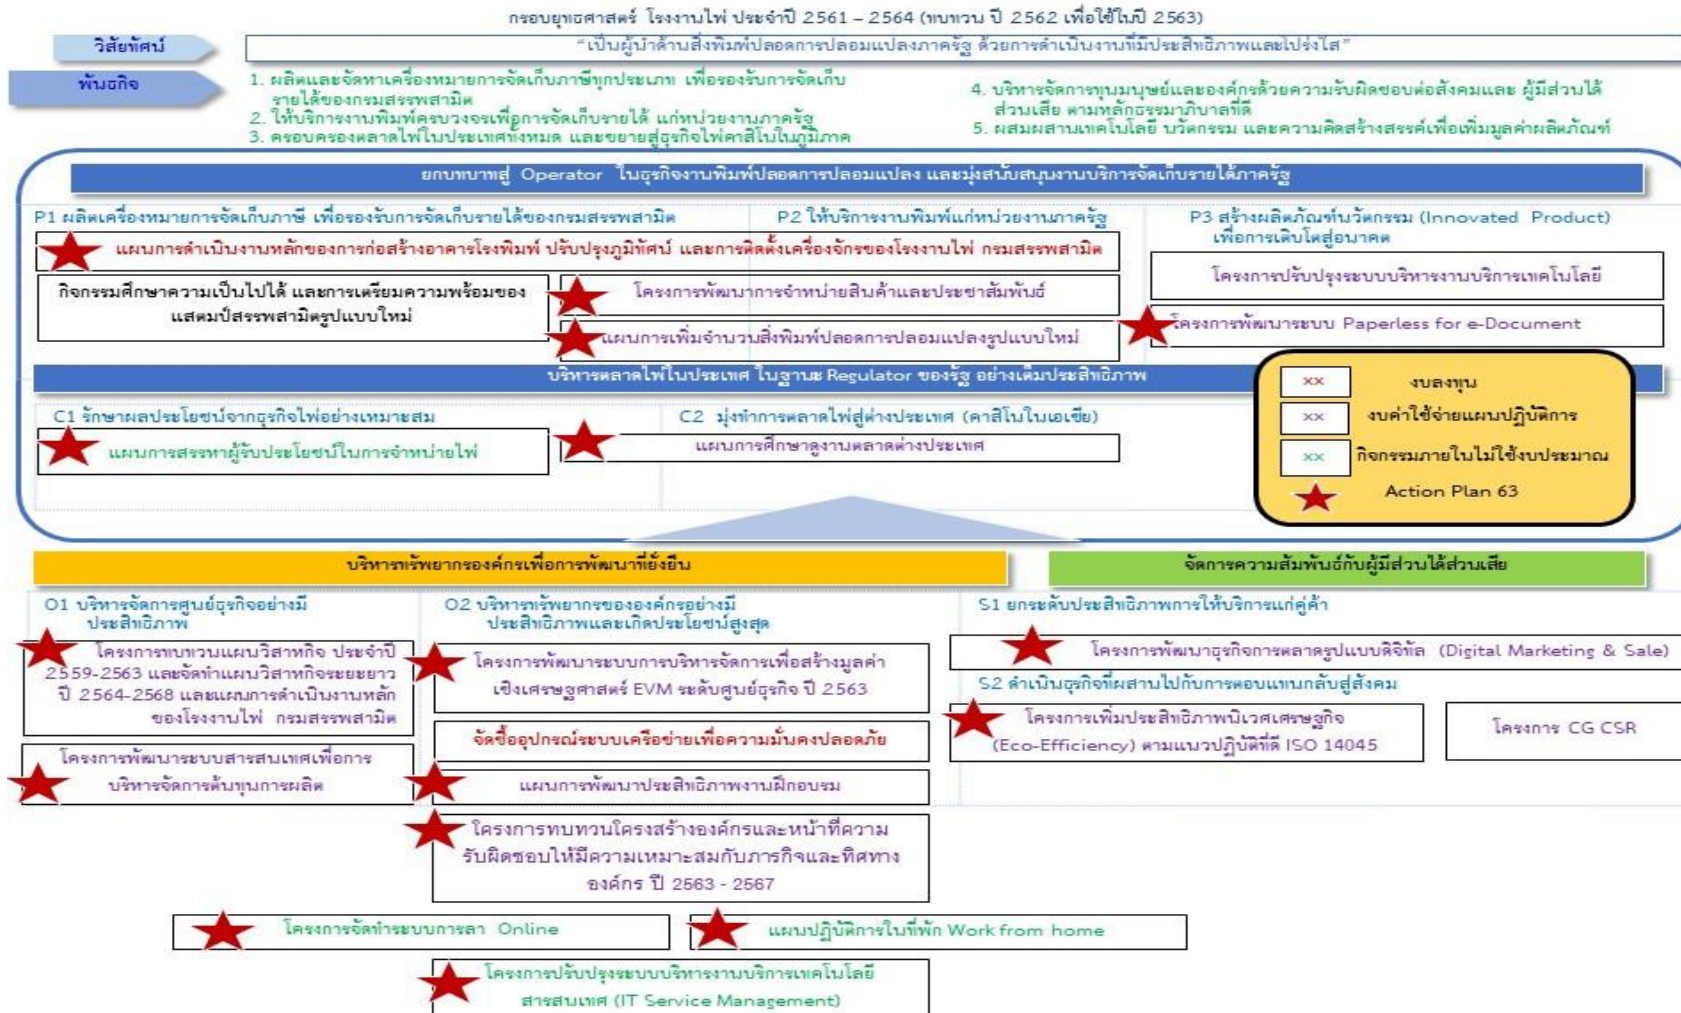 กรอบยุทธศาสตร์ โรงงานไพ่ ประจำปี 2561 – 2564 (ทบทวน ปี 2562 เพื่อใช้ในปี 2563)
วิสัยทัศน์
“เป็นผู้นำด้านสิ่งพิมพ์ปลอดการปลอมแปลงภาครัฐ ด้วยการดำเนินงานที่มีประสิทธิภาพและโปร่งใส”
พันธกิจ
1. ผลิตและจัดหาเครื่องหมายการจัดเก็บภาษีทุกประเภท เพื่อรองรับการจัดเก็บ
รายได้ของกรมสรรพสามิต
2. ให้บริการงานพิมพ์ครบวงจรเพื่อการจัดเก็บรายได้ แก่หน่วยงานภาครัฐ
3. ครอบครองตลาดไพ่ในประเทศทั้งหมด และขยายสู่ธุรกิจไพ่คาสิโนในภูมิภาค
4. บริหารจัดการทุนมนุษย์และองค์กรด้วยความรับผิดชอบต่อสังคมและ ผู้มีส่วนได้
ส่วนเสีย ตามหลักธรรมาภิบาลที่ดี
5. ผสมผสานเทคโนโลยี นวัตกรรม และความคิดสร้างสรรค์เพื่อเพิ่มมูลค่าผลิตภัณฑ์
ยกบทบาทสู่ Operator ในธุรกิจงานพิมพ์ปลอดการปลอมแปลง และมุ่งสนับสนุนงานบริการจัดเก็บรายได้ภาครัฐ
P1 ผลิตเครื่องหมายการจัดเก็บภาษี เพื่อรองรับการจัดเก็บรายได้ของกรมสรรพสามิต
P2 ให้บริการงานพิมพ์แก่หน่วยงานภาครัฐ
P3 สร้างผลิตภัณฑ์นวัตกรรม (Innovated Product)
เพื่อการเติบโตสู่อนาคต
แผนการดำเนินงานหลักของการก่อสร้างอาคารโรงพิมพ์ ปรับปรุงภูมิทัศน์ และการติดตั้งเครื่องจักรของโรงงานไพ่ กรมสรรพสามิต
กิจกรรมศึกษาความเป็นไปได้ และการเตรียมความพร้อมของ
แสตมป์สรรพสามิตรูปแบบใหม่
โครงการพัฒนาการจำหน่ายสินค้าและประชาสัมพันธ์
แผนการเพิ่มจำนวนสิ่งพิมพ์ปลอดการปลอมแปลงรูปแบบใหม่
โครงการปรับปรุงระบบบริหารงานบริการเทคโนโลยี
โครงการพัฒนาระบบ Paperless for e-Document
บริหารตลาดไพ่ในประเทศ ในฐานะ Regulator ของรัฐ อย่างเต็มประสิทธิภาพ
C1 รักษาผลประโยชน์จากธุรกิจไพ่อย่างเหมาะสม
C2 มุ่งทำการตลาดไพ่สู่ต่างประเทศ (คาสิโนในเอเชีย)
แผนการสรรหาผู้รับประโยชน์ในการจำหน่ายไพ่
แผนการศึกษาดูงานตลาดต่างประเทศ
xx งบลงทุน
xx งบค่าใช้จ่ายแผนปฏิบัติการ
xx กิจกรรมภายในไม่ใช้งบประมาณ
Action Plan 63
บริหารทรัพยากรองค์กรเพื่อการพัฒนาที่ยั่งยืน
จัดการความสัมพันธ์กับผู้มีส่วนได้ส่วนเสีย
O1 บริหารจัดการศูนย์ธุรกิจอย่างมี
ประสิทธิภาพ
โครงการทบทวนแผนวิสาหกิจ ประจำปี
2559-2563 และจัดทำแผนวิสาหกิจระยะยาว
ปี 2564-2568 และแผนการดำเนินงานหลัก
ของโรงงานไพ่ กรมสรรพสามิต
โครงการพัฒนาระบบสารสนเทศเพื่อการ
บริหารจัดการต้นทุนการผลิต
O2 บริหารทรัพยากรขององค์กรอย่างมี
ประสิทธิภาพและเกิดประโยชน์สูงสุด
โครงการพัฒนาระบบการบริหารจัดการเพื่อสร้างมูลค่า
เชิงเศรษฐศาสตร์ EVM ระดับศูนย์ธุรกิจ ปี 2563
จัดซื้ออุปกรณ์ระบบเครือข่ายเพื่อความมั่นคงปลอดภัย
แผนการพัฒนาประสิทธิภาพงานฝึกอบรม
โครงการทบทวนโครงสร้างองค์กรและหน้าที่ความ
รับผิดชอบให้มีความเหมาะสมกับภารกิจและทิศทาง
องค์กร ปี 2563 - 2567
S1 ยกระดับประสิทธิภาพการให้บริการแก่คู่ค้า
โครงการพัฒนาธุรกิจการตลาดรูปแบบดิจิทัล (Digital Marketing & Sale)
S2 ดำเนินธุรกิจที่ผสานไปกับการตอบแทนกลับสู่สังคม
โครงการเพิ่มประสิทธิภาพนิเวศเศรษฐกิจ
(Eco-Efficiency) ตามแนวปฏิบัติที่ดี ISO 14045
โครงการ CG CSR
โครงการจัดทำระบบการลา Online
แผนปฏิบัติการในที่พัก Work from home
โครงการปรับปรุงระบบบริหารงานบริการเทคโนโลยี
สารสนเทศ (IT Service Management)